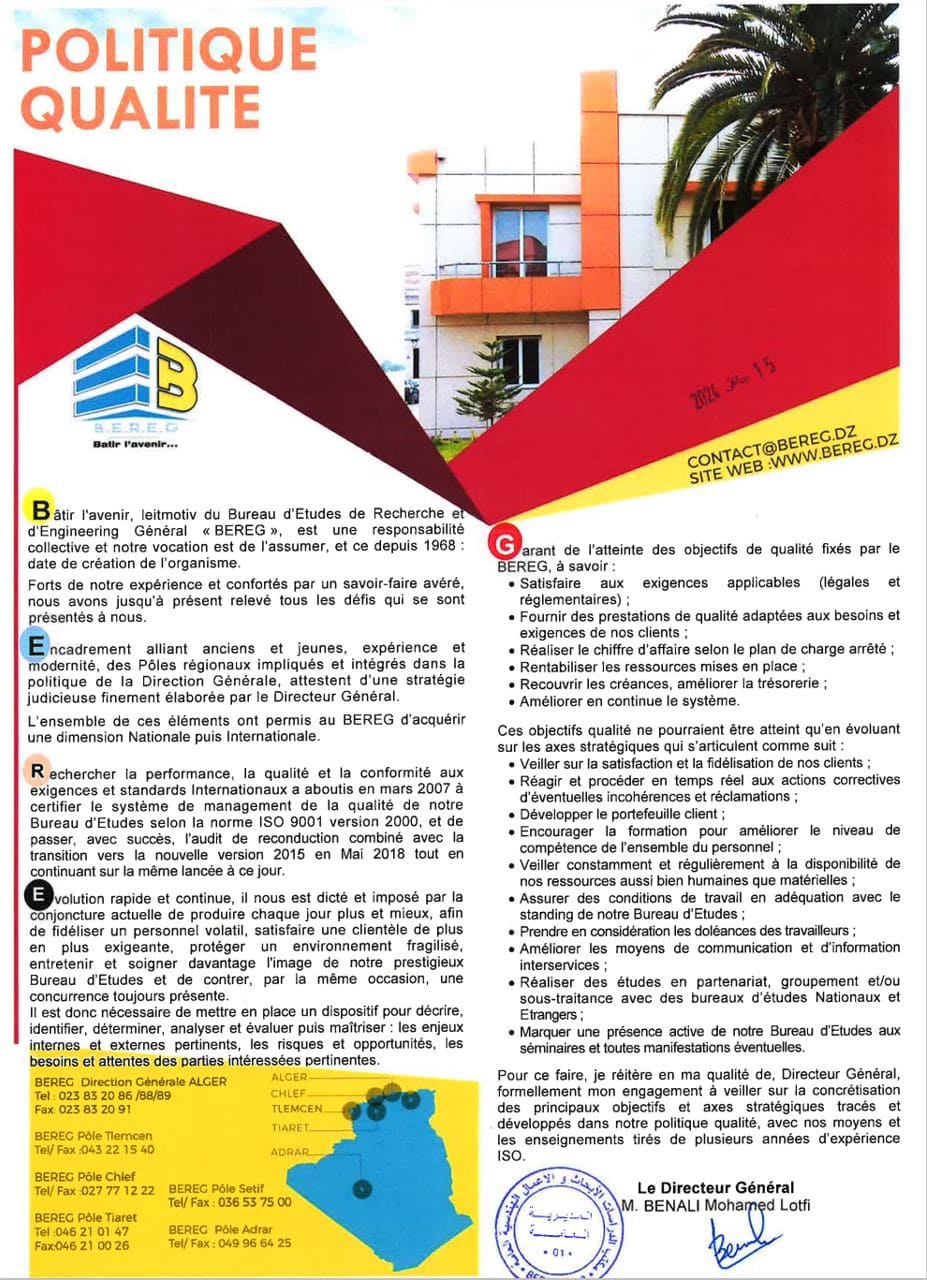 POLITIQUE
QUALITE
B.E.R.E.G
Batir l'avenir...
2024 مارس 15
CONTACT@BEREG.DZ
SITE WEB :WWW.BEREG.DZ
Bâtir l'avenir, leitmotiv du Bureau d'Etudes de Recherche et
d'Engineering Général « BEREG », est une responsabilité
collective et notre vocation est de l'assumer, et ce depuis 1968 :
date de création de l'organisme.
Forts de notre expérience et confortés par un savoir-faire avéré,
nous avons jusqu'à présent relevé tous les défis qui se sont
présentés à nous.
Encadrement alliant anciens et jeunes, expérience et
modernité, des Pôles régionaux impliqués et intégrés dans la
politique de la Direction Générale, attestent d'une stratégie
judicieuse finement élaborée par le Directeur Général.
L'ensemble de ces éléments ont permis au BEREG d'acquérir
une dimension Nationale puis Internationale.
Rechercher la performance, la qualité et la conformité aux
exigences et standards Internationaux a aboutis en mars 2007 à
certifier le système de management de la qualité de notre
Bureau d'Etudes selon la norme ISO 9001 version 2000, et de
passer, avec succès, l'audit de reconduction combiné avec la
transition vers la nouvelle version 2015 en Mai 2018 tout en
continuant sur la même lancée à ce jour.
Evolution rapide et continue, il nous est dicté et imposé par la
conjoncture actuelle de produire chaque jour plus et mieux, afin
de fidéliser un personnel volatil, satisfaire une clientèle de plus
en plus exigeante, protéger un environnement fragilisé,
entretenir et soigner davantage l'image de notre prestigieux
Bureau d'Etudes et de contrer, par la même occasion, une
concurrence toujours présente.
Il est donc nécessaire de mettre en place un dispositif pour décrire,
identifier, déterminer, analyser et évaluer puis maîtriser : les enjeux
internes et externes pertinents, les risques et opportunités, les
besoins et attentes des parties intéressées pertinentes.
Garant de l'atteinte des objectifs de qualité fixés par le
BEREG, à savoir :
• Satisfaire aux exigences applicables (légales et
réglementaires) ;
• Fournir des prestations de qualité adaptées aux besoins et
exigences de nos clients ;
• Réaliser le chiffre d'affaire selon le plan de charge arrêté ;
• Rentabiliser les ressources mises en place ;
• Recouvrir les créances, améliorer la trésorerie ;
• Améliorer en continue le système.
Ces objectifs qualité ne pourraient être atteint qu'en évoluant
sur les axes stratégiques qui s'articulent comme suit :
• Veiller sur la satisfaction et la fidélisation de nos clients ;
• Réagir et procéder en temps réel aux actions correctives
d'éventuelles incohérences et réclamations ;
• Développer le portefeuille client ;
• Encourager la formation pour améliorer le niveau de
compétence de l'ensemble du personnel ;
• Veiller constamment et régulièrement à la disponibilité de
nos ressources aussi bien humaines que matérielles ;
• Assurer des conditions de travail en adéquation avec le
standing de notre Bureau d'Etudes ;
• Prendre en considération les doléances des travailleurs ;
• Améliorer les moyens de communication et d'information
interservices ;
• Réaliser des études en partenariat, groupement et/ou
sous-traitance avec des bureaux d'études Nationaux et
Etrangers ;
• Marquer une présence active de notre Bureau d'Etudes aux
séminaires et toutes manifestations éventuelles.
Pour ce faire, je réitère en ma qualité de, Directeur Général,
formellement mon engagement à veiller sur la concrétisation
des principaux objectifs et axes stratégiques tracés et
développés dans notre politique qualité, avec nos moyens et
les enseignements tirés de plusieurs années d'expérience
ISO.
Le Directeur Général
M. BENALI Mohamed Lotfi
المديرية
العامة
• 01 •
BEREG Direction Générale ALGER
Tel : 023 83 20 86 /88/89
Fax: 023 83 20 91
BEREG Pôle Tlemcen
Tel/ Fax :043 22 15 40
BEREG Pôle Chlef
Tel/ Fax :027 77 12 22
BEREG Pôle Tiaret
Tel :046 21 01 47
Fax:046 21 00 26
BEREG Pôle Setif
Tel/ Fax : 036 53 75 00
BEREG Pôle Adrar
Tel/ Fax : 049 96 64 25
ALGER
CHLEF
TLEMCEN
TIARET
ADRAR